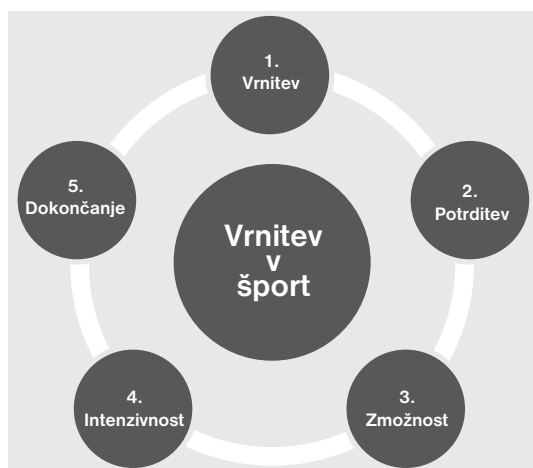 1.
Vrnitev
2.
Potrditev
3.
Zmožnost
4.
Intenzivnost
5.
Dokončanje
Vrnitev
v
šport